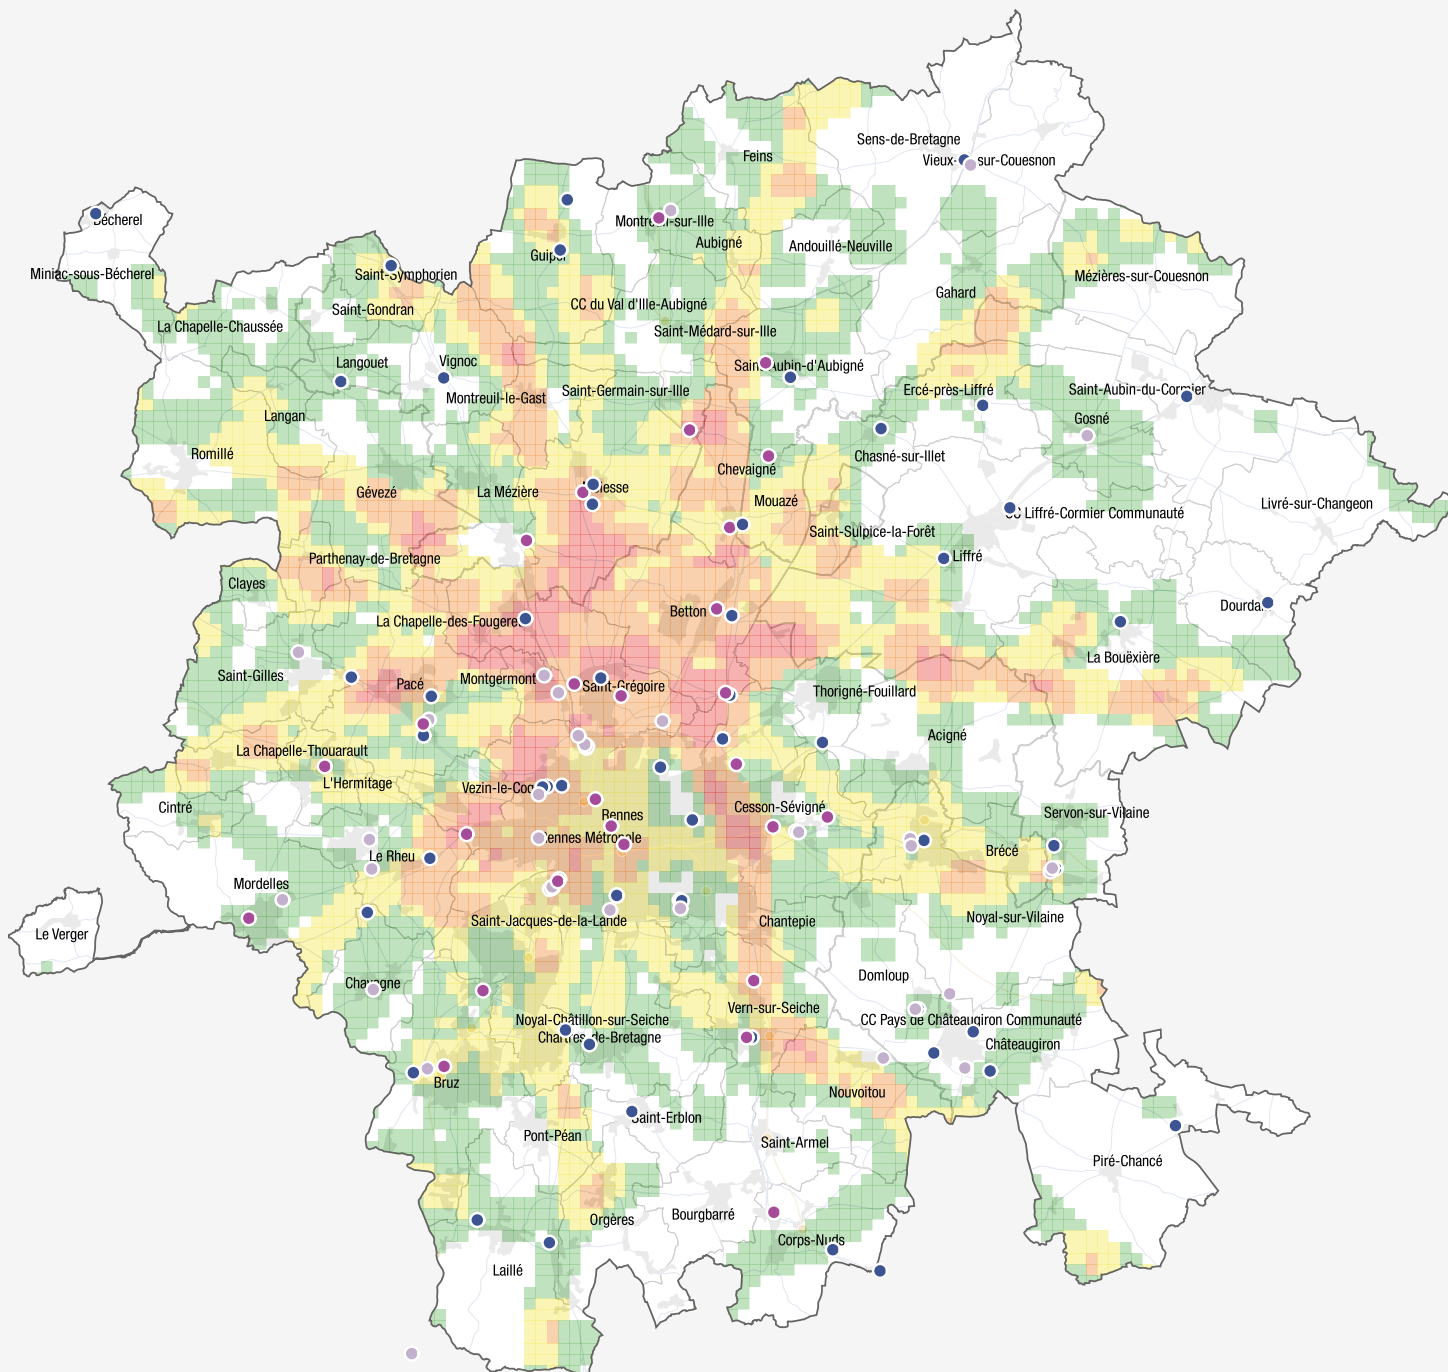 Sens-de-Bretagne
Feins
Vieux- sur-Couesnon
Bécherel
Montreuil-sur-Ille
Aubigné
Andouillé-Neuville
Guipel
Miniac-sous-Bécherel
Saint-Symphorien
Mézières-sur-Couesnon
Gahard
CC du Val d'Ille-Aubigné
Saint-Gondran
La Chapelle-Chaussée
Saint-Médard-sur-Ille
Langouet
Vignoc
Saint-Aubin-d'Aubigné
Saint-Germain-sur-Ille
Ercé-près-Liffré
Saint-Aubin-du-Cormier
Montreuil-le-Gast
Langan
Gosné
Romillé
Chasné-sur-Illet
Chevaigné
Gévezé
La Mézière
Mouazé
Livré-sur-Changeon
CC Liffré-Cormier Communauté
Saint-Sulpice-la-Forêt
Parthenay-de-Bretagne
Liffré
Clayes
Betton
La Chapelle-des-Fougere
La Bouëxière
Saint-Gilles
Montgermont
Pacé
Saint-Grégoire
Thorigné-Fouillard
Acigné
La Chapelle-Thouarault
L'Hermitage
Vezin-le-Coq
Cintré
Cesson-Sévigné
Servon-sur-Vilaine
Rennes
Rennes Métropole
Le Rheu
Brécé
Mordelles
Noyal-sur-Vilaine
Saint-Jacques-de-la-Lande
Chantepie
Le Verger
Domloup
Chavagne
Vern-sur-Seiche
Noyal-Châtillon-sur-Seiche
CC Pays de Châteaugiron Communauté
Chartres-de-Bretagne
Châteaugiron
Bruz
Nouvoitou
Saint-Erblon
Pont-Péan
Saint-Armel
Piré-Chancé
Bourgbarré
Orgères
Corps-Nuds
Laillé